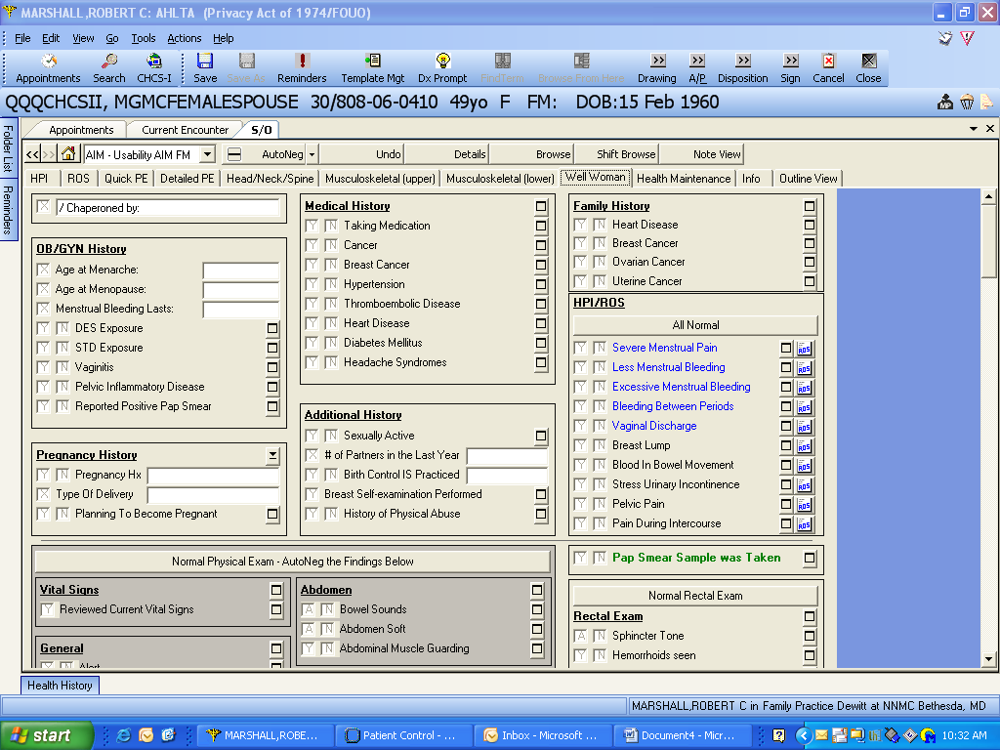 MARSHALL,ROBERT C: AHLTA (Privacy Act of 1974/FOUO)
File Edit View Go Tools Actions Help
Appointments Search CHCS-I Save Save As Reminders Template Mgt Dx Prompt FindTerm Browse From Here Drawing A/P Disposition Sign Cancel Close
QQQCHCSII, MGMCFEMALESPOUSE 30/808-06-0410 49yo F FM: DOB:15 Feb 1960
Folder List
Reminders
Appointments Current Encounter S/O
<< >> AIM - Usability AIM FM AutoNeg Undo Details Browse Shift Browse Note View
HPI ROS Quick PE Detailed PE Head/Neck/Spine Musculoskeletal (upper) Musculoskeletal (lower) Well Woman Health Maintenance Info Outline View
X / Chaperoned by:
OB/GYN History
X Age at Menarche:
X Age at Menopause:
X Menstrual Bleeding Lasts:
Y N DES Exposure
Y N STD Exposure
Y N Vaginitis
Y N Pelvic Inflammatory Disease
Y N Reported Positive Pap Smear
Pregnancy History
Y N Pregnancy Hx
X Type Of Delivery
Y N Planning To Become Pregnant
Medical History
Y N Taking Medication
Y N Cancer
Y N Breast Cancer
Y N Hypertension
Y N Thromboembolic Disease
Y N Heart Disease
Y N Diabetes Mellitus
Y N Headache Syndromes
Additional History
Y N Sexually Active
X # of Partners in the Last Year
Y N Birth Control IS Practiced
Y Breast Self-examination Performed
Y N History of Physical Abuse
Family History
Y N Heart Disease
Y N Breast Cancer
Y N Ovarian Cancer
Y N Uterine Cancer
HPI/ROS
All Normal
Y N Severe Menstrual Pain ROS
Y N Less Menstrual Bleeding ROS
Y N Excessive Menstrual Bleeding ROS
Y N Bleeding Between Periods ROS
Y N Vaginal Discharge ROS
Y N Breast Lump ROS
Y N Blood In Bowel Movement ROS
Y N Stress Urinary Incontinence ROS
Y N Pelvic Pain ROS
Y N Pain During Intercourse ROS
Normal Physical Exam - AutoNeg the Findings Below
Vital Signs
Y Reviewed Current Vital Signs
General
Y N Alert
Abdomen
A N Bowel Sounds
A N Abdomen Soft
Y N Abdominal Muscle Guarding
Y N Pap Smear Sample was Taken
Normal Rectal Exam
Rectal Exam
A N Sphincter Tone
Y N Hemorrhoids seen
Health History
MARSHALL,ROBERT C in Family Practice Dewitt at NNMC Bethesda, MD
start MARSHALL,ROBE... Patient Control - ... Inbox - Microsoft ... Document4 - Micr... 10:32 AM